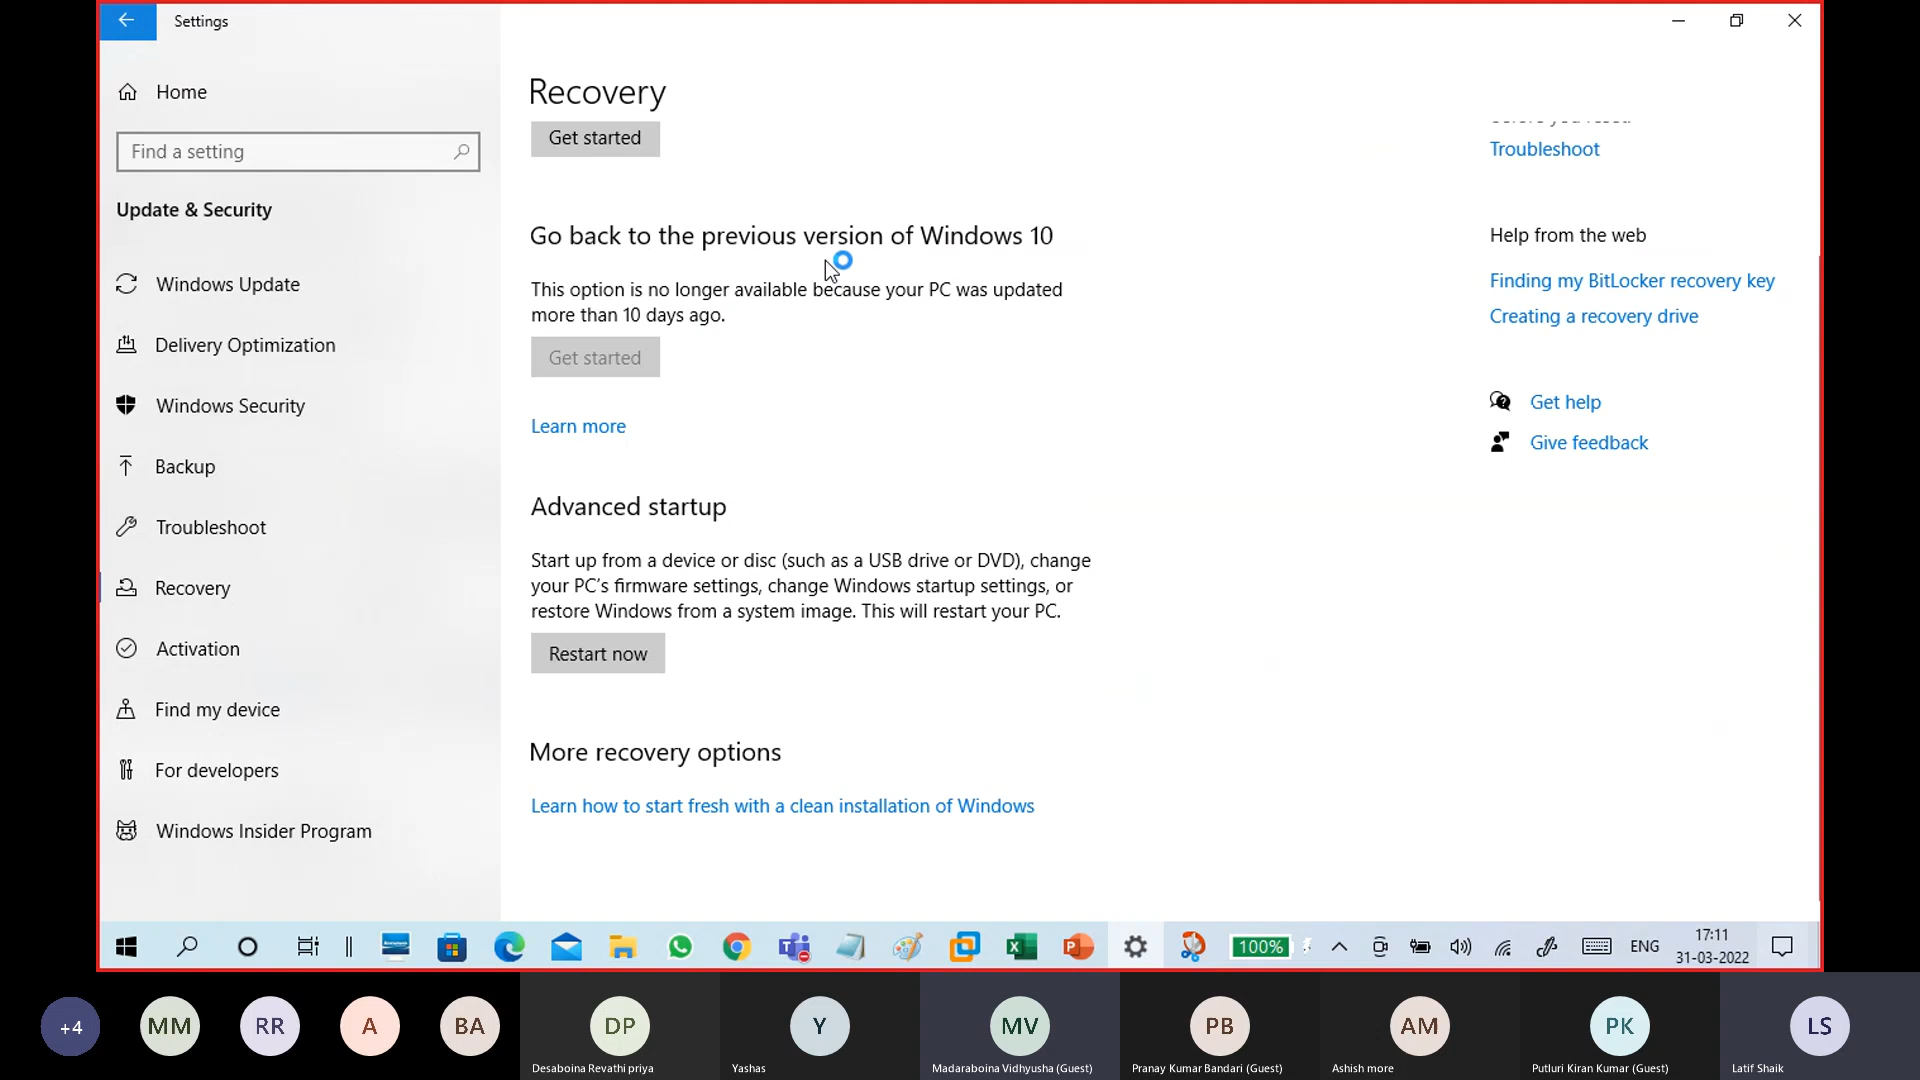 Settings
Home
Find a setting
Update & Security
Windows Update
Delivery Optimization
Windows Security
Backup
Troubleshoot
Recovery
Activation
Find my device
For developers
Windows Insider Program
Recovery
Get started
Go back to the previous version of Windows 10
This option is no longer available because your PC was updated
more than 10 days ago.
Get started
Learn more
Advanced startup
Start up from a device or disc (such as a USB drive or DVD), change
your PC's firmware settings, change Windows startup settings, or
restore Windows from a system image. This will restart your PC.
Restart now
More recovery options
Learn how to start fresh with a clean installation of Windows
Troubleshoot
Help from the web
Finding my BitLocker recovery key
Creating a recovery drive
Get help
Give feedback
100%
ENG
17:11
31-03-2022
+4
MM
RR
A
BA
DP
Desaboina Revathi priya
Y
Yashas
MV
Madaraboina Vidhyusha (Guest)
PB
Pranay Kumar Bandari (Guest)
AM
Ashish more
PK
Putluri Kiran Kumar (Guest)
LS
Latif Shaik